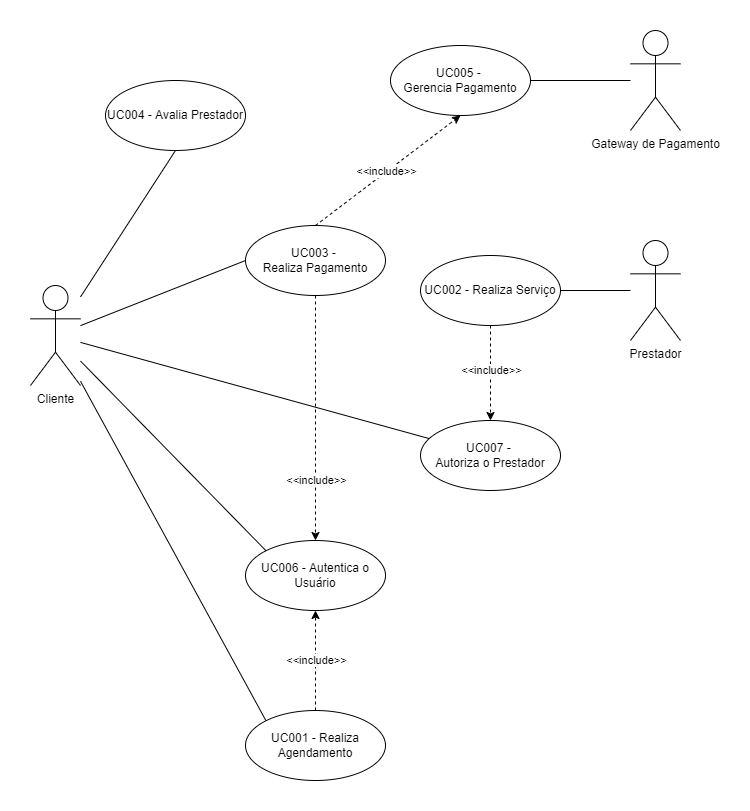 UC005 -
Gerencia Pagamento
UC004 - Avalia Prestador
Gateway de Pagamento
<<include>>
UC003 -
Realiza Pagamento
UC002 - Realiza Serviço
Prestador
<<include>>
Cliente
UC007 -
Autoriza o Prestador
<<include>>
UC006 - Autentica o
Usuário
<<include>>
UC001 - Realiza
Agendamento